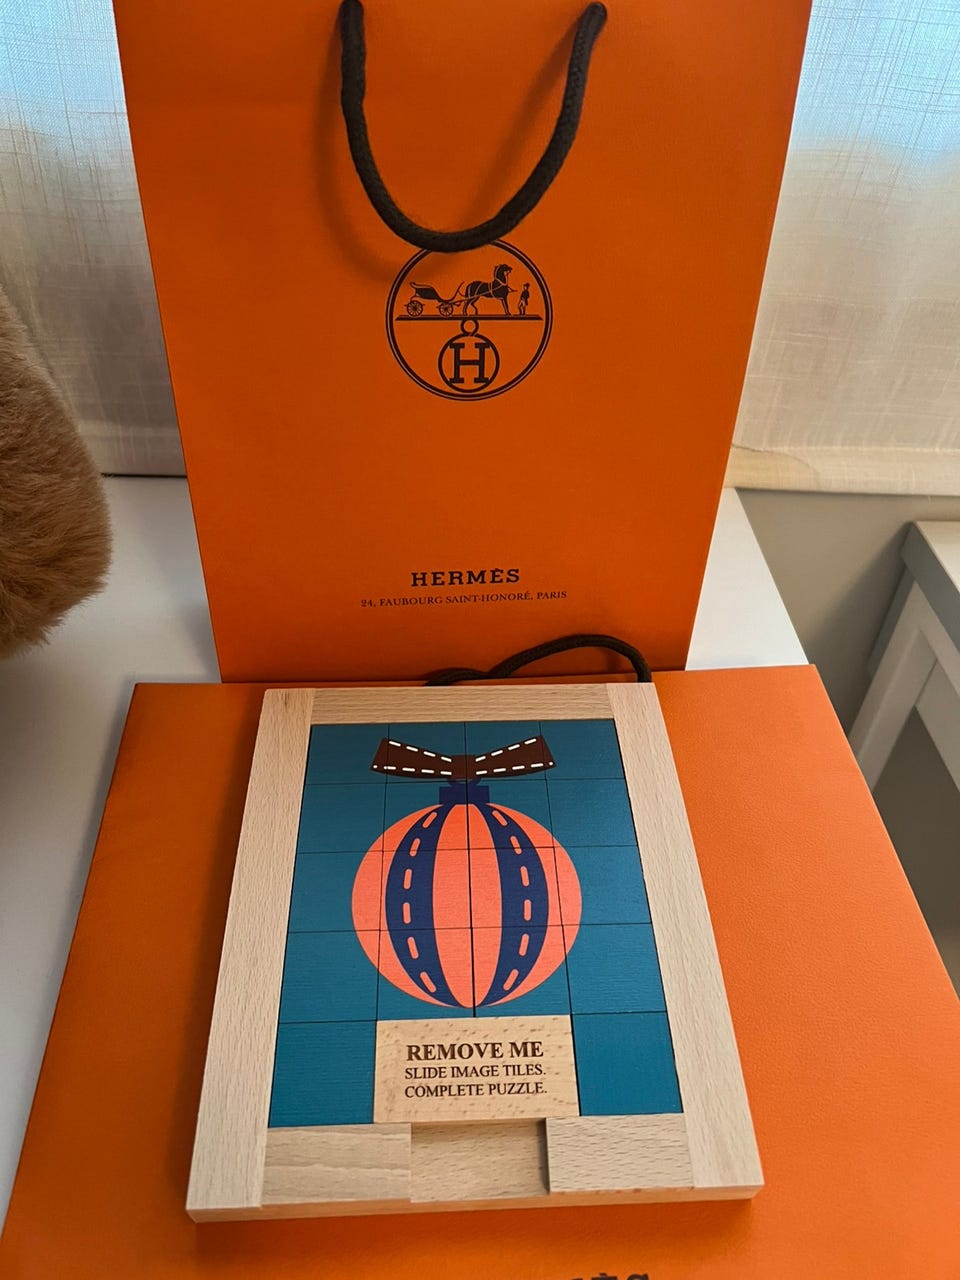 H
HERMÈS
24, FAUBOURG SAINT-HONORÉ, PARIS
REMOVE ME
SLIDE IMAGE TILES.
COMPLETE PUZZLE.